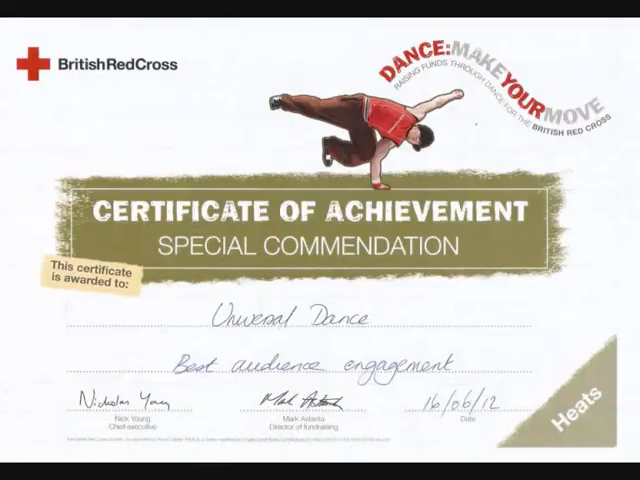 BritishRedCross
DANCE:MAKEYOURMOVE
RAISING FUNDS THROUGH DANCE FOR THE BRITISH RED CROSS
CERTIFICATE OF ACHIEVEMENT
SPECIAL COMMENDATION
This certificate
is awarded to:
Universal Dance
Best audience engagement
Nicholas Young
16/06/12
Nick Young
Chief executive
Mark Astarita
Director of fundraising
Date
Heats